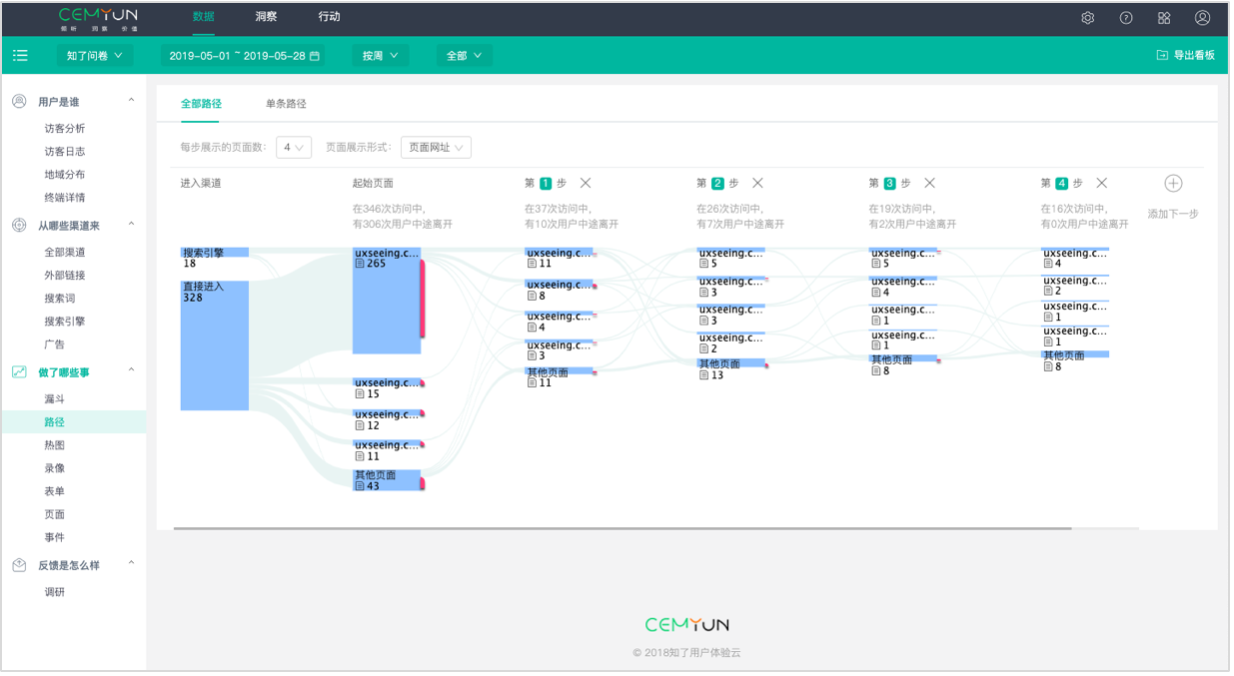 CEMYUN
倾听 洞察 价值
数据
洞察
行动
知了问卷
2019-05-01 ~ 2019-05-28
按周
全部
导出看板
用户是谁
访客分析
访客日志
地域分布
终端详情
从哪些渠道来
全部渠道
外部链接
搜索词
搜索引擎
广告
做了哪些事
漏斗
路径
热图
录像
表单
页面
事件
反馈是怎么样
调研
全部路径
单条路径
每步展示的页面数: 4 页面展示形式: 页面网址
进入渠道
搜索引擎
18
直接进入
328
起始页面
在346次访问中,
有306次用户中途离开
uxseeing.c...
265
uxseeing.c...
15
uxseeing.c...
12
uxseeing.c...
11
其他页面
43
第 1 步
在37次访问中,
有10次用户中途离开
uxseeing.c...
11
uxseeing.c...
8
uxseeing.c...
4
uxseeing.c...
3
其他页面
11
第 2 步
在26次访问中,
有7次用户中途离开
uxseeing.c...
5
uxseeing.c...
3
uxseeing.c...
3
uxseeing.c...
2
其他页面
13
第 3 步
在19次访问中,
有2次用户中途离开
uxseeing.c...
5
uxseeing.c...
4
uxseeing.c...
1
uxseeing.c...
1
其他页面
8
第 4 步
在16次访问中,
有0次用户中途离开
uxseeing.c...
4
uxseeing.c...
2
uxseeing.c...
1
uxseeing.c...
1
其他页面
8
添加下一步
CEMYUN
© 2018知了用户体验云